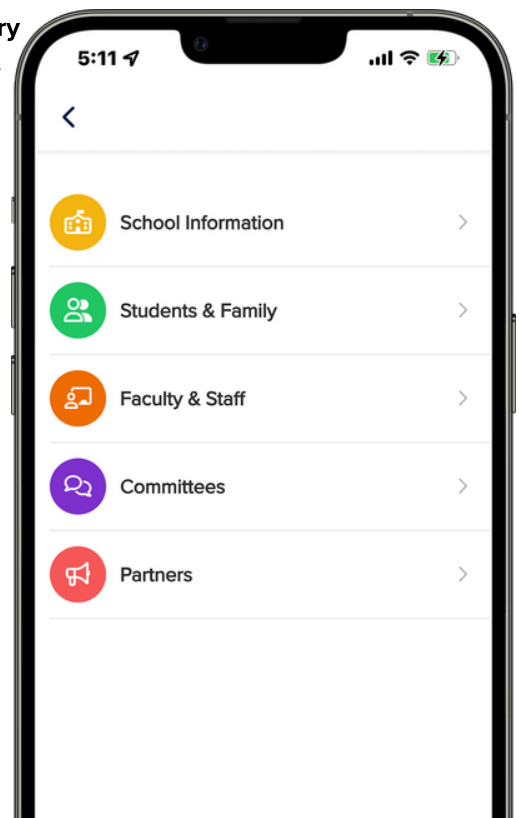 ry
5:11
School Information
Students & Family
Faculty & Staff
Committees
Partners